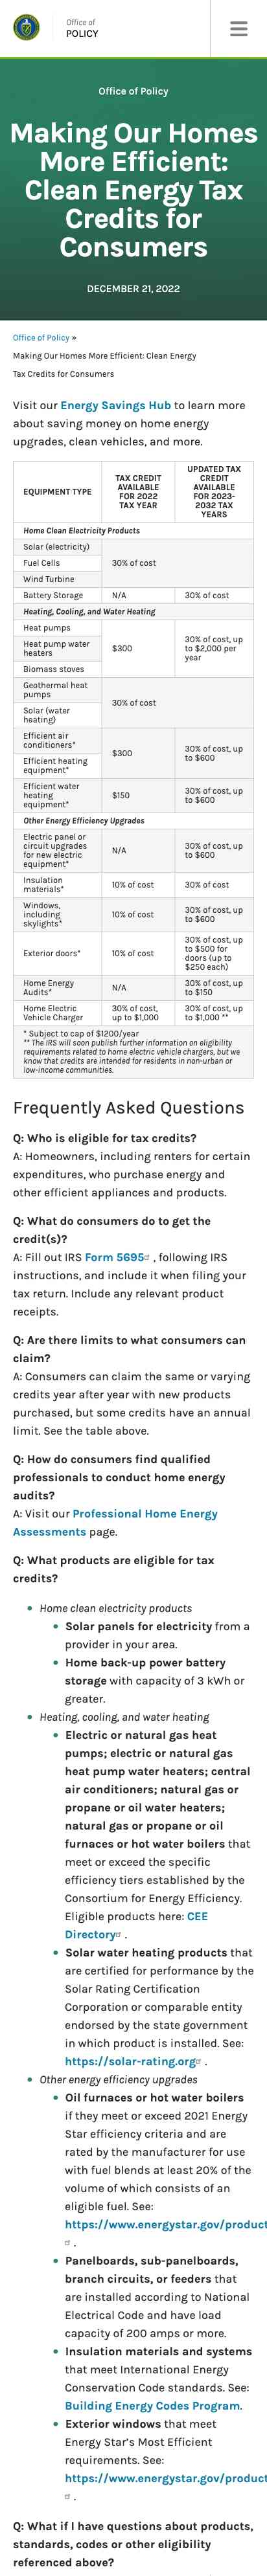 Office of
POLICY
Office of Policy
Making Our Homes
More Efficient:
Clean Energy Tax
Credits for
Consumers
DECEMBER 21, 2022
Office of Policy »
Making Our Homes More Efficient: Clean Energy
Tax Credits for Consumers
Visit our Energy Savings Hub to learn more
about saving money on home energy
upgrades, clean vehicles, and more.
EQUIPMENT TYPE
TAX CREDIT
AVAILABLE
FOR 2022
TAX YEAR
UPDATED TAX
CREDIT
AVAILABLE
FOR 2023-
2032 TAX
YEARS
Home Clean Electricity Products
Solar (electricity)
30% of cost
Fuel Cells
Wind Turbine
Battery Storage
N/A
30% of cost
Heating, Cooling, and Water Heating
Heat pumps
$300
30% of cost, up
to $2,000 per
year
Heat pump water
heaters
Biomass stoves
Geothermal heat
pumps
30% of cost
Solar (water
heating)
Efficient air
conditioners*
$300
30% of cost, up
to $600
Efficient heating
equipment*
Efficient water
heating
equipment*
$150
30% of cost, up
to $600
Other Energy Efficiency Upgrades
Electric panel or
circuit upgrades
for new electric
equipment*
N/A
30% of cost, up
to $600
Insulation
materials*
10% of cost
30% of cost
Windows,
including
skylights*
10% of cost
30% of cost, up
to $600
Exterior doors*
10% of cost
30% of cost, up
to $500 for
doors (up to
$250 each)
Home Energy
Audits*
N/A
30% of cost, up
to $150
Home Electric
Vehicle Charger
30% of cost,
up to $1,000
30% of cost, up
to $1,000 **
* Subject to cap of $1200/year
** The IRS will soon publish further information on eligibility
requirements related to home electric vehicle chargers, but we
know that credits are intended for residents in non-urban or
low-income communities.
Frequently Asked Questions
Q: Who is eligible for tax credits?
A: Homeowners, including renters for certain
expenditures, who purchase energy and
other efficient appliances and products.
Q: What do consumers do to get the
credit(s)?
A: Fill out IRS Form 5695 , following IRS
instructions, and include it when filing your
tax return. Include any relevant product
receipts.
Q: Are there limits to what consumers can
claim?
A: Consumers can claim the same or varying
credits year after year with new products
purchased, but some credits have an annual
limit. See the table above.
Q: How do consumers find qualified
professionals to conduct home energy
audits?
A: Visit our Professional Home Energy
Assessments page.
Q: What products are eligible for tax
credits?
• Home clean electricity products
• Solar panels for electricity from a
provider in your area.
• Home back-up power battery
storage with capacity of 3 kWh or
greater.
• Heating, cooling, and water heating
• Electric or natural gas heat
pumps; electric or natural gas
heat pump water heaters; central
air conditioners; natural gas or
propane or oil water heaters;
natural gas or propane or oil
furnaces or hot water boilers that
meet or exceed the specific
efficiency tiers established by the
Consortium for Energy Efficiency.
Eligible products here: CEE
Directory .
• Solar water heating products that
are certified for performance by the
Solar Rating Certification
Corporation or comparable entity
endorsed by the state government
in which product is installed. See:
https://solar-rating.org .
• Other energy efficiency upgrades
• Oil furnaces or hot water boilers
if they meet or exceed 2021 Energy
Star efficiency criteria and are
rated by the manufacturer for use
with fuel blends at least 20% of the
volume of which consists of an
eligible fuel. See:
https://www.energystar.gov/product
.
• Panelboards, sub-panelboards,
branch circuits, or feeders that
are installed according to National
Electrical Code and have load
capacity of 200 amps or more.
• Insulation materials and systems
that meet International Energy
Conservation Code standards. See:
Building Energy Codes Program.
• Exterior windows that meet
Energy Star's Most Efficient
requirements. See:
https://www.energystar.gov/product
.
Q: What if I have questions about products,
standards, codes or other eligibility
referenced above?